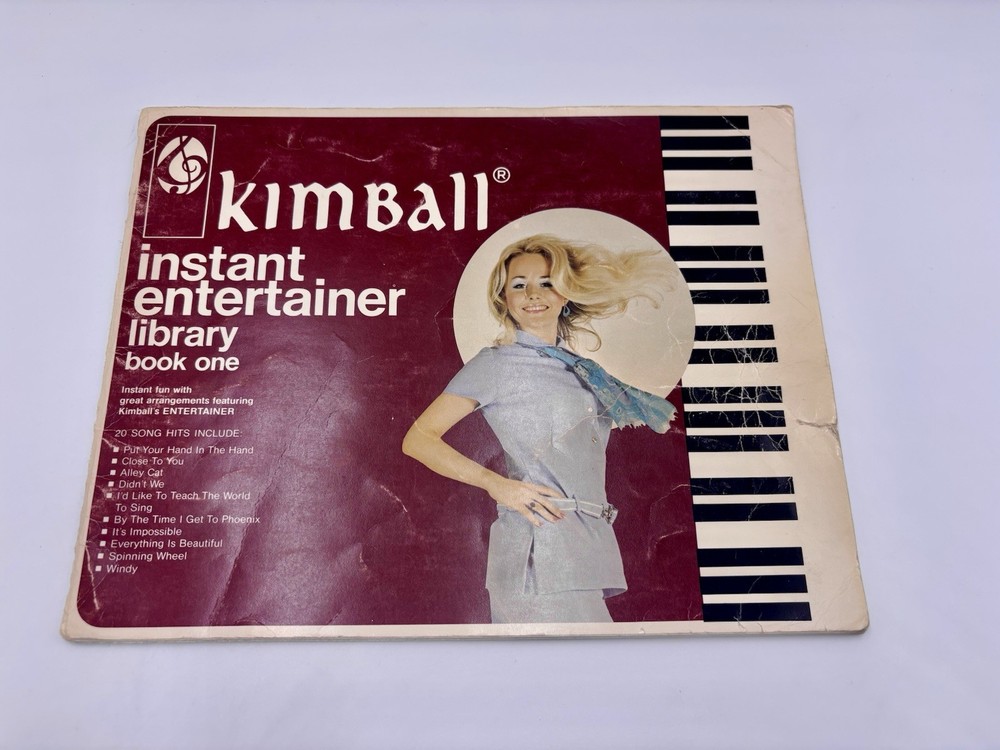 kimball®
instant
entertainer
library
book one
Instant fun with
great arrangements featuring
Kimball's ENTERTAINER
20 SONG HITS INCLUDE:
■ Put Your Hand In The Hand
■ Close To You
■ Alley Cat
■ Didn't We
■ I'd Like To Teach The World
To Sing
■ By The Time I Get To Phoenix
■ It's Impossible
■ Everything Is Beautiful
■ Spinning Wheel
■ Windy